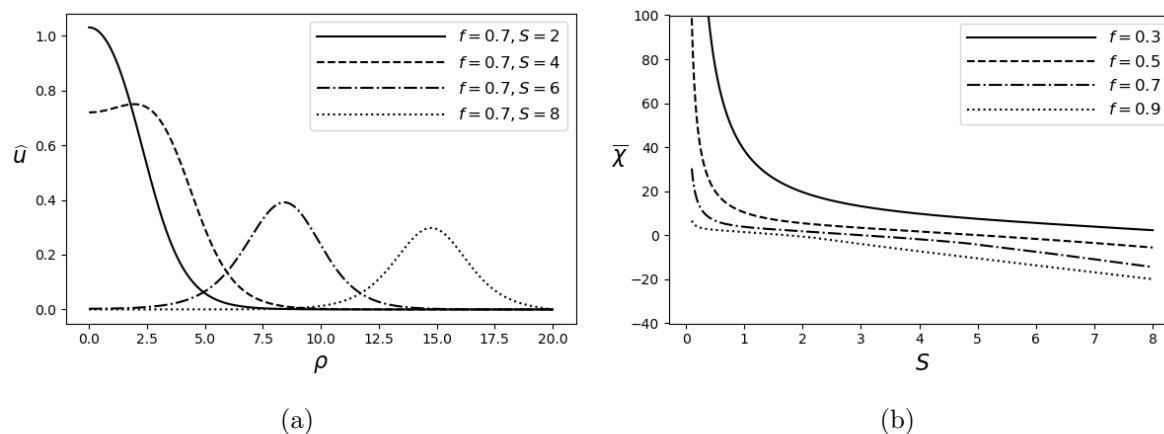 1.0
0.8
0.6
0.4
0.2
0.0
û
0.0 2.5 5.0 7.5 10.0 12.5 15.0 17.5 20.0
ρ
f = 0.7, S = 2
f = 0.7, S = 4
f = 0.7, S = 6
f = 0.7, S = 8
(a)
100
80
60
40
20
0
−20
−40
χ̅
0 1 2 3 4 5 6 7 8
S
f = 0.3
f = 0.5
f = 0.7
f = 0.9
(b)